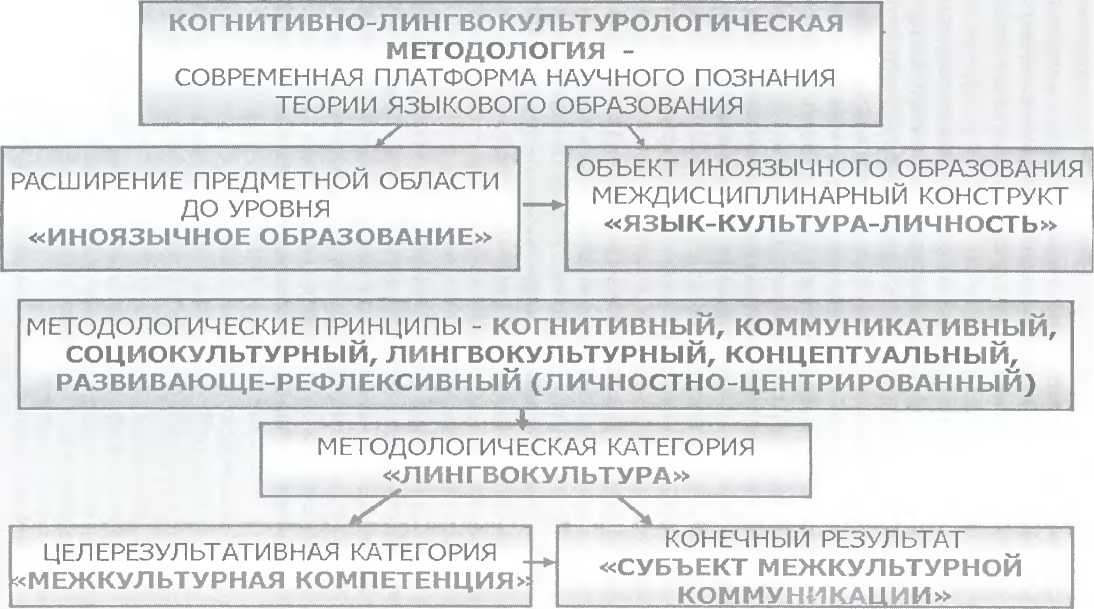 КОГНИТИВНО-ЛИНГВОКУЛЬТУРОЛОГИЧЕСКАЯ
МЕТОДОЛОГИЯ -
СОВРЕМЕННАЯ ПЛАТФОРМА НАУЧНОГО ПОЗНАНИЯ
ТЕОРИИ ЯЗЫКОВОГО ОБРАЗОВАНИЯ
РАСШИРЕНИЕ ПРЕДМЕТНОЙ ОБЛАСТИ
ДО УРОВНЯ
«ИНОЯЗЫЧНОЕ ОБРАЗОВАНИЕ»
ОБЪЕКТ ИНОЯЗЫЧНОГО ОБРАЗОВАНИЯ
МЕЖДИСЦИПЛИНАРНЫЙ КОНСТРУКТ
«ЯЗЫК-КУЛЬТУРА-ЛИЧНОСТЬ»
МЕТОДОЛОГИЧЕСКИЕ ПРИНЦИПЫ - КОГНИТИВНЫЙ, КОММУНИКАТИВНЫЙ,
СОЦИОКУЛЬТУРНЫЙ, ЛИНГВОКУЛЬТУРНЫЙ, КОНЦЕПТУАЛЬНЫЙ,
РАЗВИВАЮЩЕ-РЕФЛЕКСИВНЫЙ (ЛИЧНОСТНО-ЦЕНТРИРОВАННЫЙ)
МЕТОДОЛОГИЧЕСКАЯ КАТЕГОРИЯ
«ЛИНГВОКУЛЬТУРА»
ЦЕЛЕРЕЗУЛЬТАТИВНАЯ КАТЕГОРИЯ
«МЕЖКУЛЬТУРНАЯ КОМПЕТЕНЦИЯ»
КОНЕЧНЫЙ РЕЗУЛЬТАТ
«СУБЪЕКТ МЕЖКУЛЬТУРНОЙ
КОММУНИКАЦИИ»